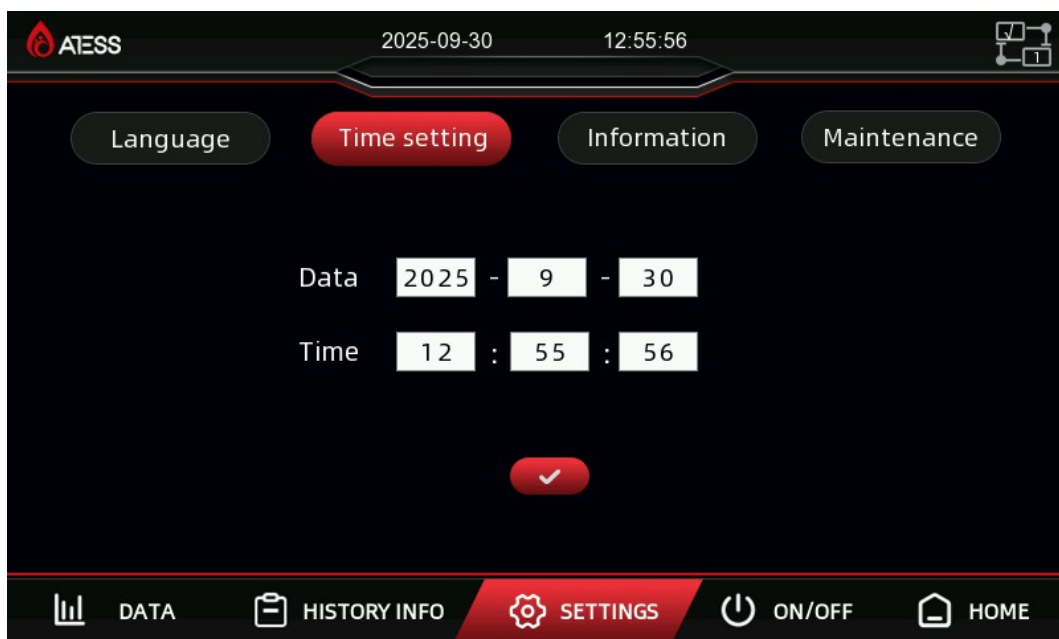 ATESS 2025-09-30 12:55:56
1
Language Time setting Information Maintenance
Data 2025 - 9 - 30
Time 12 : 55 : 56
DATA HISTORY INFO SETTINGS ON/OFF HOME